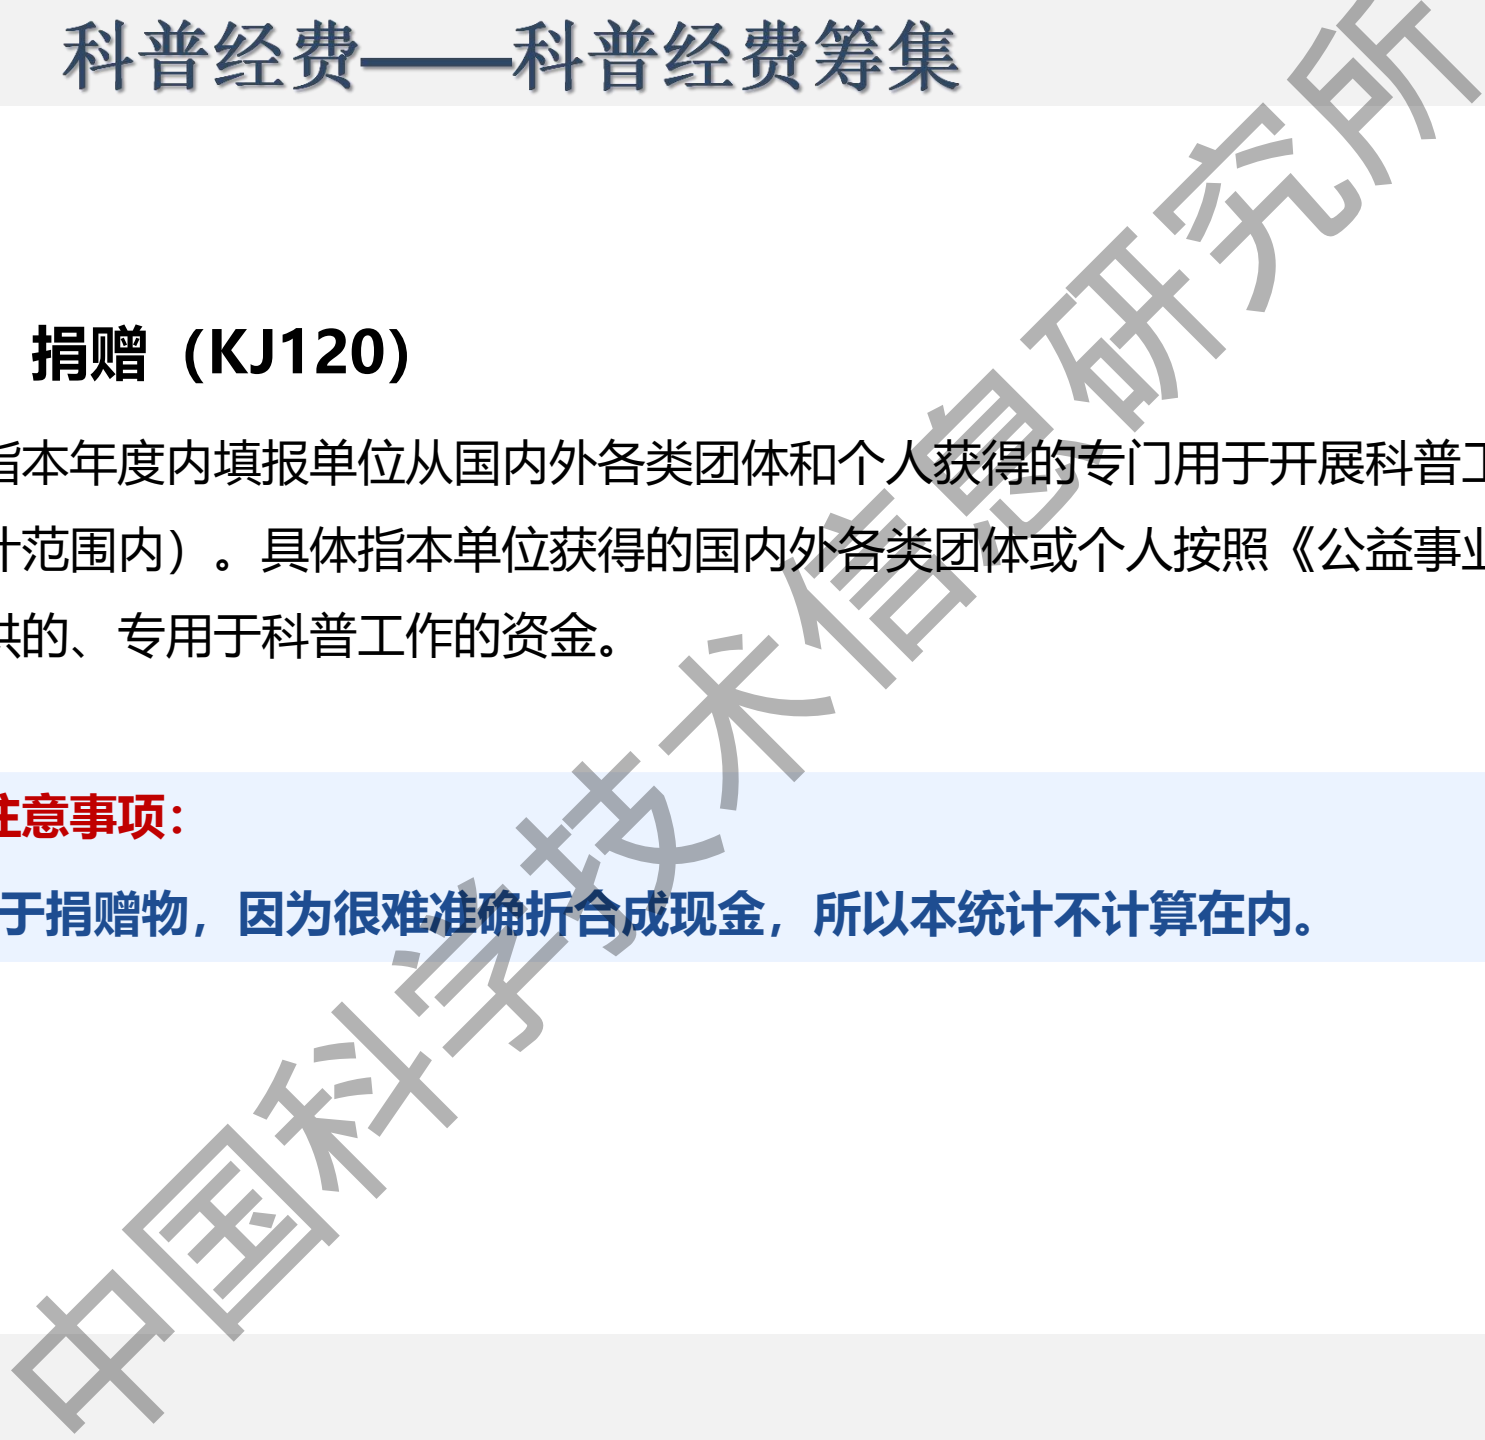 科普经费——科普经费筹集
捐赠（KJ120）
指本年度内填报单位从国内外各类团体和个人获得的专门用于开展科普工
计范围内）。具体指本单位获得的国内外各类团体或个人按照《公益事业
供的、专用于科普工作的资金。
注意事项：
于捐赠物，因为很难准确折合成现金，所以本统计不计算在内。
中国科学技术信息研究所